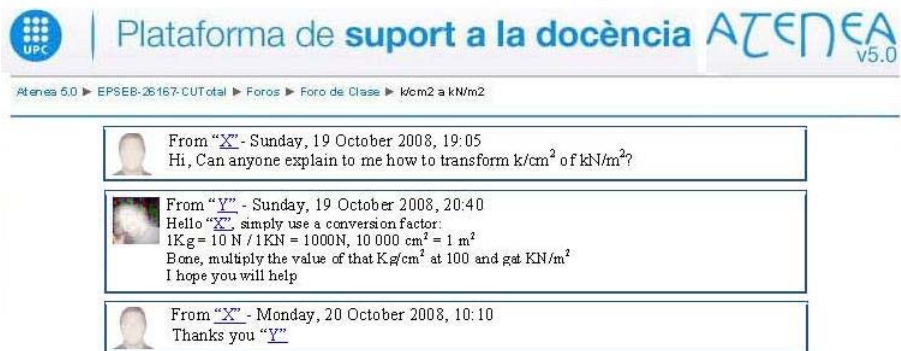 UPC
Plataforma de suport a la docència ATENEA
v5.0
Atenea 5.0 ► EPSEB-26167-CUTotal ► Foros ► Foro de Clase ► k/cm2 a kN/m2
From “X”- Sunday, 19 October 2008, 19:05
Hi, Can anyone explain to me how to transform k/cm² of kN/m²?
From “Y” - Sunday, 19 October 2008, 20:40
Hello “X”, simply use a conversion factor:
1Kg = 10 N / 1KN = 1000N, 10 000 cm² = 1 m²
Bone, multiply the value of that Kg/cm² at 100 and gat KN/m²
I hope you will help
From “X” - Monday, 20 October 2008, 10:10
Thanks you “Y”